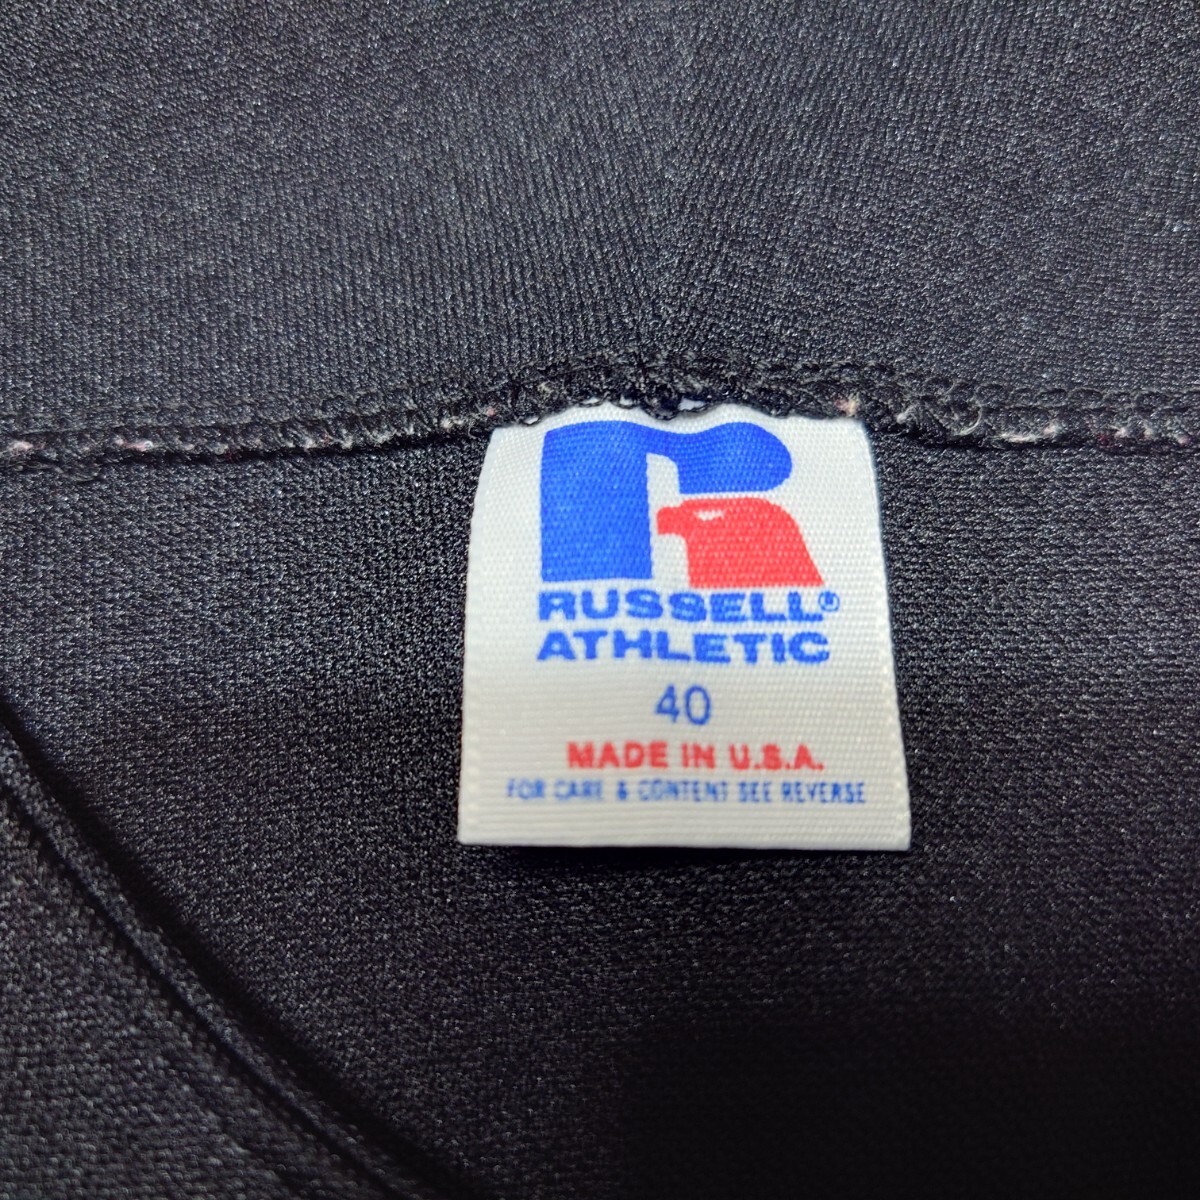 RUSSELL®
ATHLETIC
40
MADE IN U.S.A.
FOR CARE & CONTENT SEE REVERSE